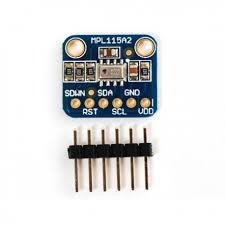 MPL115A2
SDWN SDA GND
RST SCL VDD